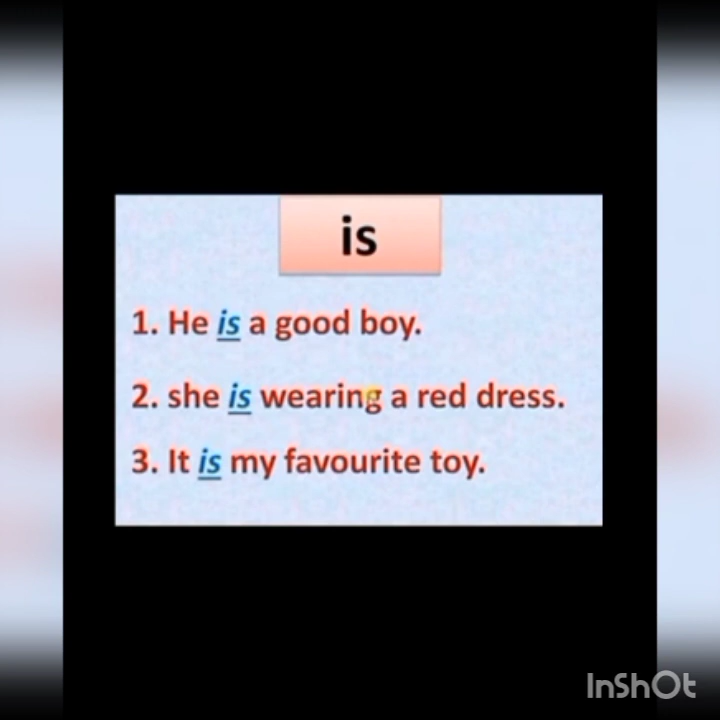 is
1. He is a good boy.
2. she is wearing a red dress.
3. It is my favourite toy.
InShOt